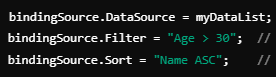 bindingSource.DataSource = myDataList;
bindingSource.Filter = "Age > 30";  //
bindingSource.Sort = "Name ASC";    //